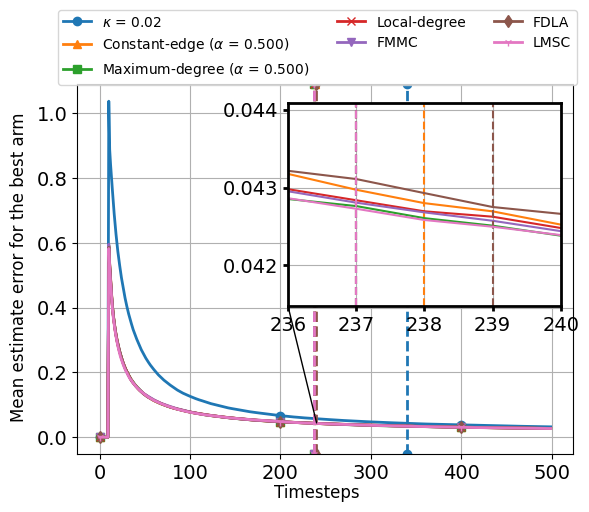 κ = 0.02
Constant-edge (α = 0.500)
Maximum-degree (α = 0.500)
Local-degree
FMMC
FDLA
LMSC
Mean estimate error for the best arm
1.0
0.8
0.6
0.4
0.2
0.0
0.044
0.043
0.042
236 237 238 239 240
0 100 200 300 400 500
Timesteps